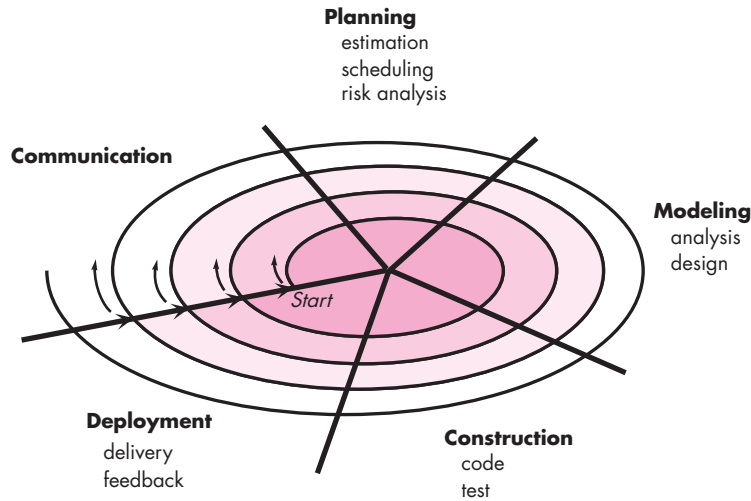 Planning
estimation
scheduling
risk analysis
Communication
Modeling
analysis
design
Start
Deployment
delivery
feedback
Construction
code
test